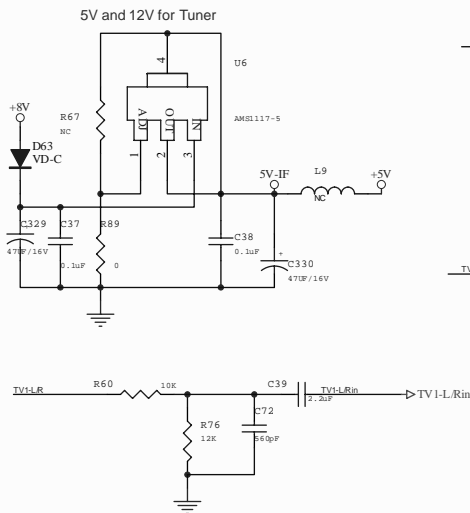 5V and 12V for Tuner
4
U6
+8V
R67
NC
AMS1117-5
ADJ
OUT
IN
D63
VD-C
1
2
3
5V-IF
L9
+5V
NC
C329
C37
R89
47UF/16V
0.1uF
0
C38
0.1uF
+
C330
47UF/16V
TV
TV1-L/R
R60
10K
C39
TV1-L/Rin
2.2uF
TV1-L/Rin
R76
12K
C72
560pF